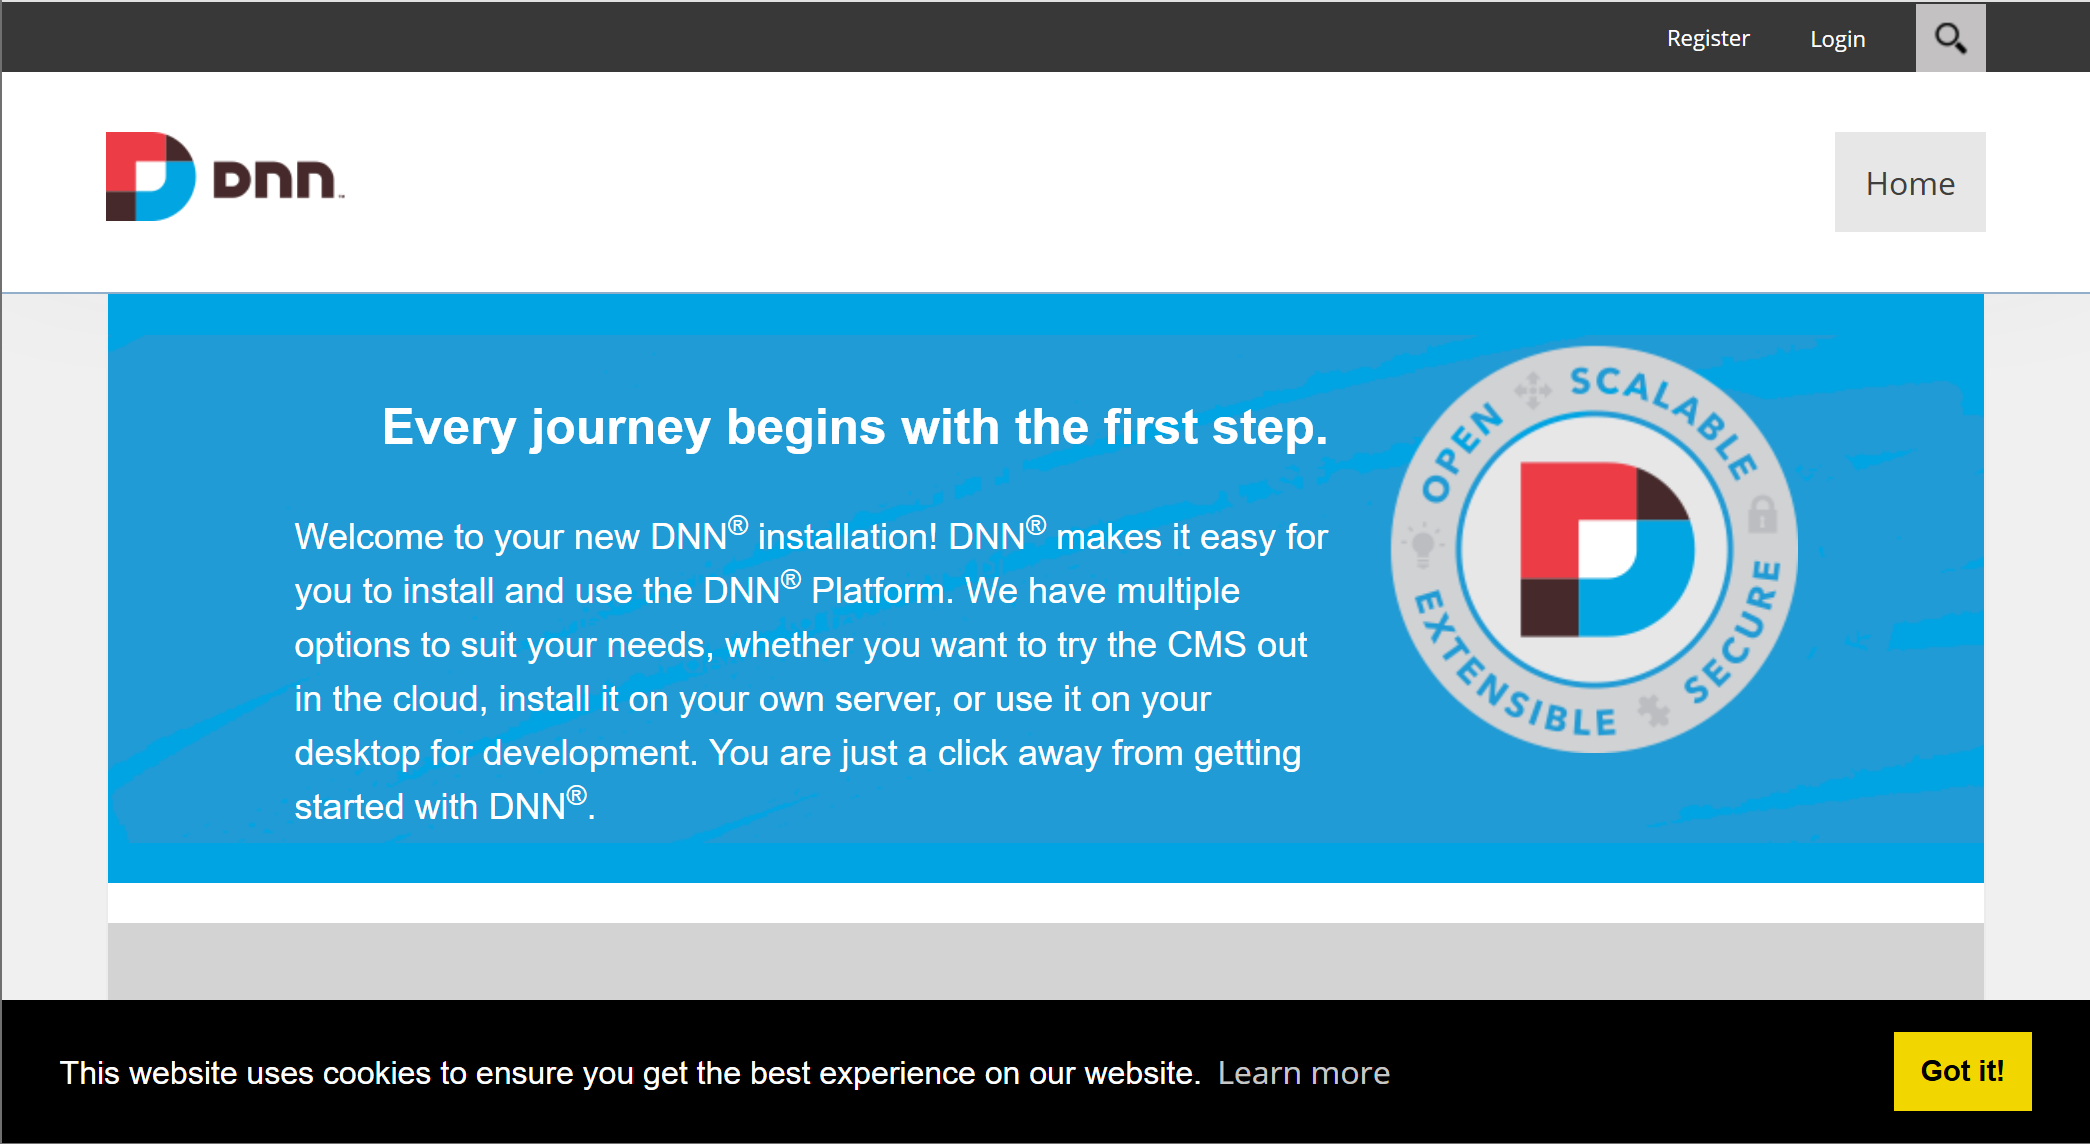 Register
Login
DNN
Home
Every journey begins with the first step.
Welcome to your new DNN® installation! DNN® makes it easy for
you to install and use the DNN® Platform. We have multiple
options to suit your needs, whether you want to try the CMS out
in the cloud, install it on your own server, or use it on your
desktop for development. You are just a click away from getting
started with DNN®.
OPEN
SCALABLE
SECURE
EXTENSIBLE
This website uses cookies to ensure you get the best experience on our website. Learn more
Got it!